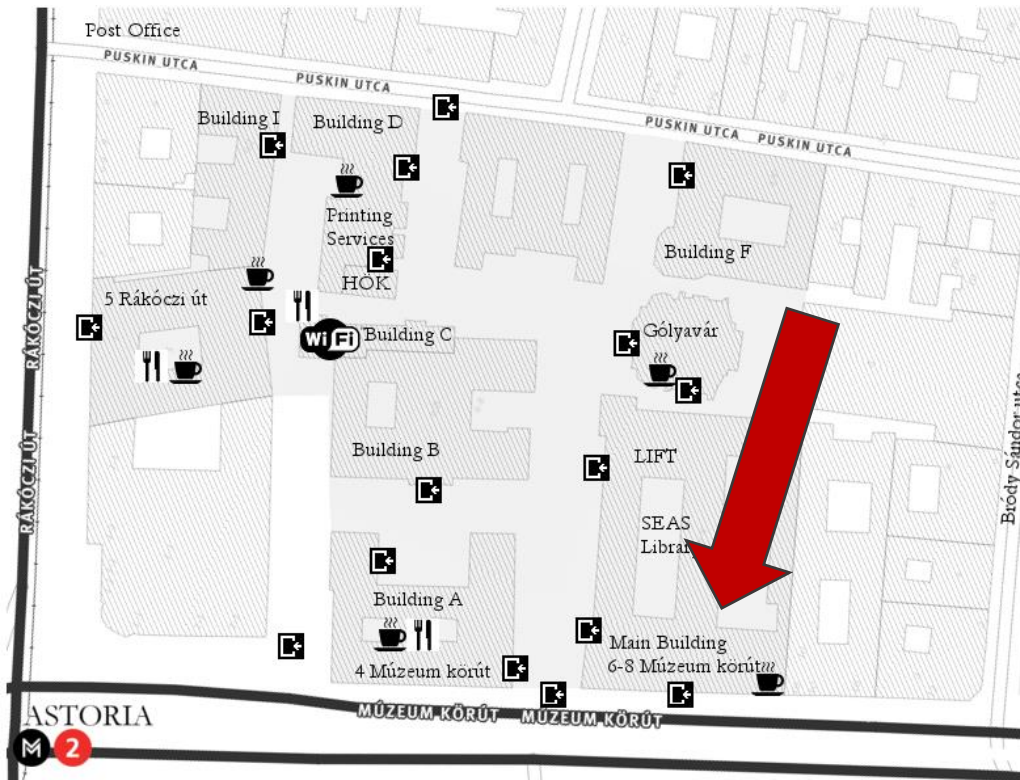 Post Office
PUSKIN UTCA
PUSKIN UTCA
PUSKIN UTCA
PUSKIN UTCA
Building I
Building D
Printing
Services
HÖK
Building F
5 Rákóczi út
RÁKÓCZI ÚT
Wi Fi
Building C
Gólyavár
Building B
LIFT
RÁKÓCZI ÚT
SEAS
Bródy Sándor utca
Building A
4 Múzeum körút
Main Building
6-8 Múzeum körút
MÚZEUM KÖRÚT
MÚZEUM KÖRÚT
ASTORIA
M 2